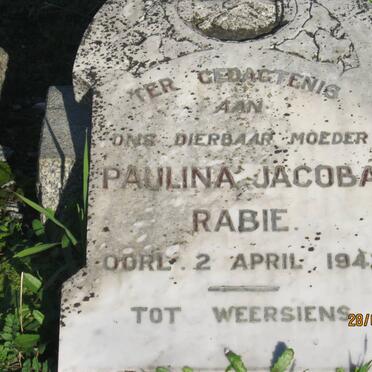 TER GEDAGTENIS
AAN
ONS DIERBAAR MOEDER
PAULINA JACOBA
RABIE.
OORL. 2 APRIL 194
TOT WEERSIENS
28/